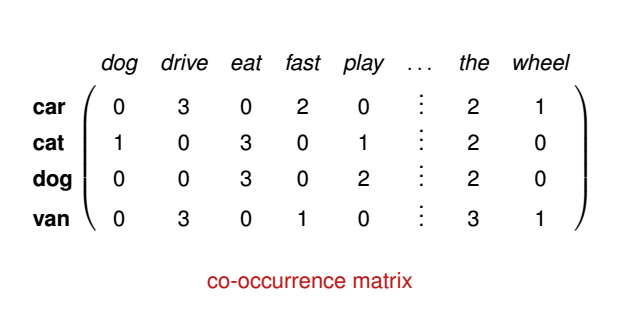 dog drive eat fast play ... the wheel
car 0 3 0 2 0 ⋮ 2 1
cat 1 0 3 0 1 ⋮ 2 0
dog 0 0 3 0 2 ⋮ 2 0
van 0 3 0 1 0 ⋮ 3 1
co-occurrence matrix